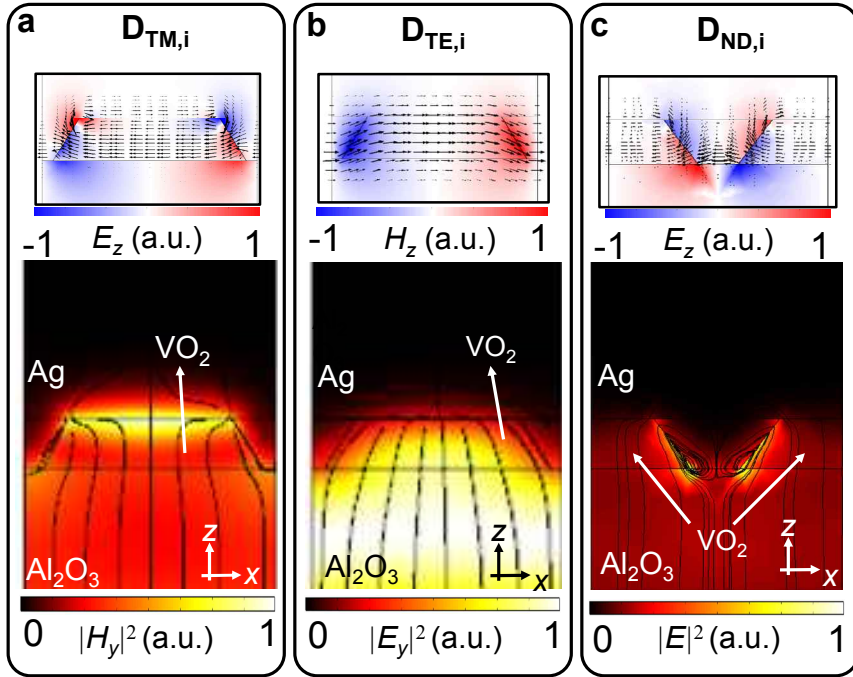 a
D_TM,i
-1 E_z (a.u.) 1
VO₂
Ag
z
Al₂O₃
x
0 |H_y|² (a.u.) 1
b
D_TE,i
-1 H_z (a.u.) 1
VO₂
Ag
z
Al₂O₃
x
0 |E_y|² (a.u.) 1
c
D_ND,i
-1 E_z (a.u.) 1
Ag
VO₂
z
Al₂O₃
x
0 |E|² (a.u.) 1